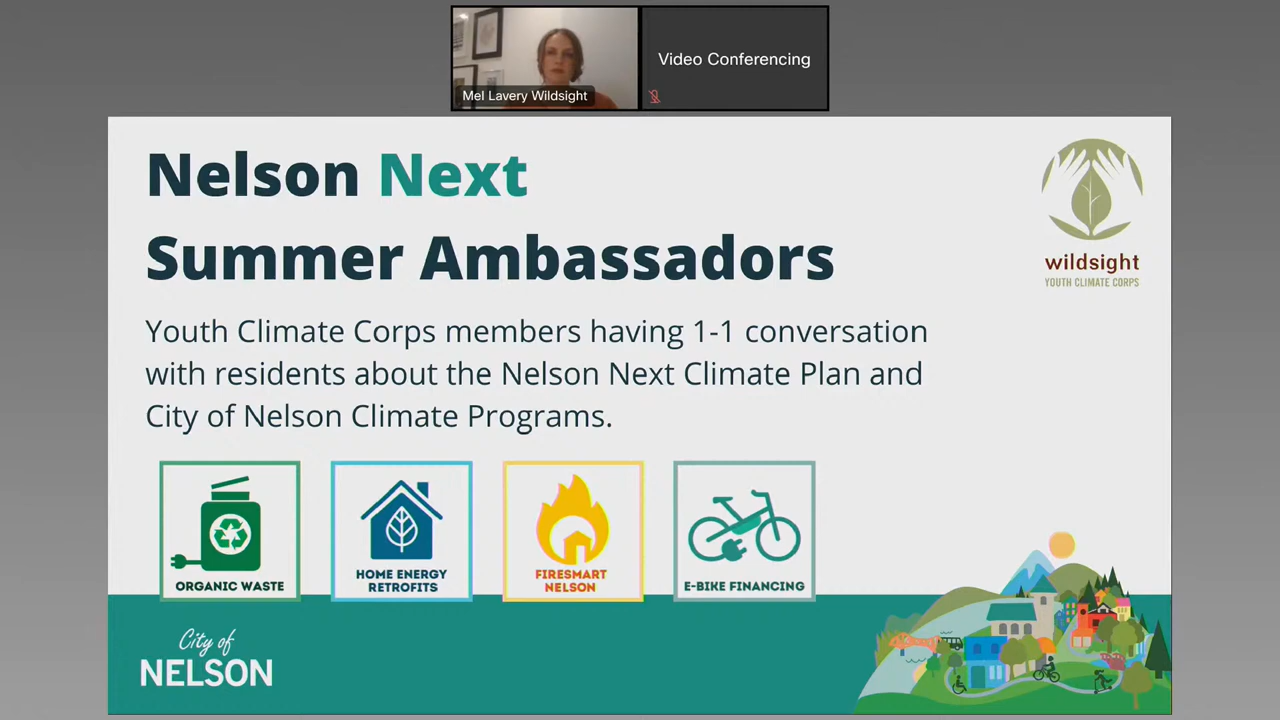 Video Conferencing
Mel Lavery Wildsight
Nelson Next
Summer Ambassadors
wildsight
YOUTH CLIMATE CORPS
Youth Climate Corps members having 1-1 conversation
with residents about the Nelson Next Climate Plan and
City of Nelson Climate Programs.
ORGANIC WASTE
HOME ENERGY
RETROFITS
FIRESMART
NELSON
E-BIKE FINANCING
City of
NELSON